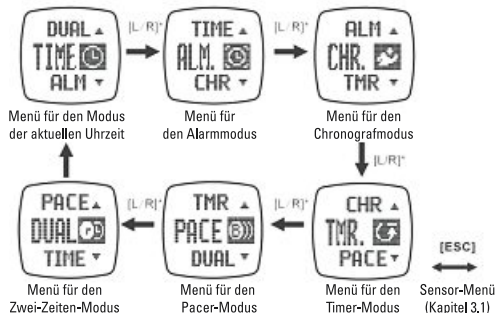 DUAL ▲
TIME
ALM ▼
[L/R]*
TIME ▲
ALM.
CHR ▼
[L/R]*
ALM ▲
CHR.
TMR ▼
Menü für den Modus
der aktuellen Uhrzeit
Menü für
den Alarmmodus
Menü für den
Chronografmodus
[L/R]*
PACE▲
DUAL
TIME ▼
[L/R]*
TMR ▲
PACE
DUAL ▼
[L/R]*
CHR ▲
TMR.
PACE▼
[ESC]
Menü für den
Zwei-Zeiten-Modus
Menü für den
Pacer-Modus
Menü für den
Timer-Modus
Sensor-Menü
(Kapitel 3.1)